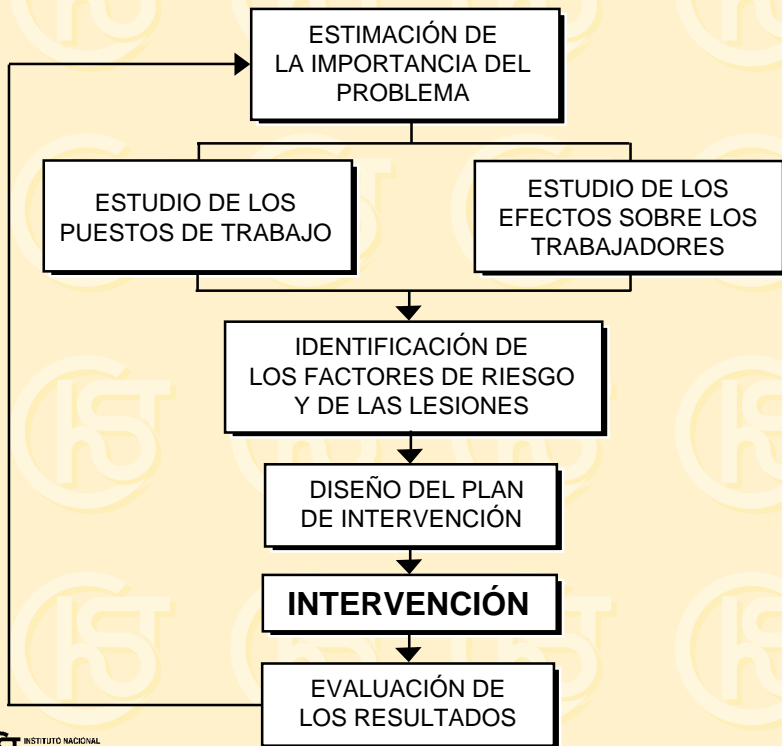 ESTIMACIÓN DE
LA IMPORTANCIA DEL
PROBLEMA
ESTUDIO DE LOS
PUESTOS DE TRABAJO
ESTUDIO DE LOS
EFECTOS SOBRE LOS
TRABAJADORES
IDENTIFICACIÓN DE
LOS FACTORES DE RIESGO
Y DE LAS LESIONES
DISEÑO DEL PLAN
DE INTERVENCIÓN
INTERVENCIÓN
EVALUACIÓN DE
LOS RESULTADOS
INSTITUTO NACIONAL